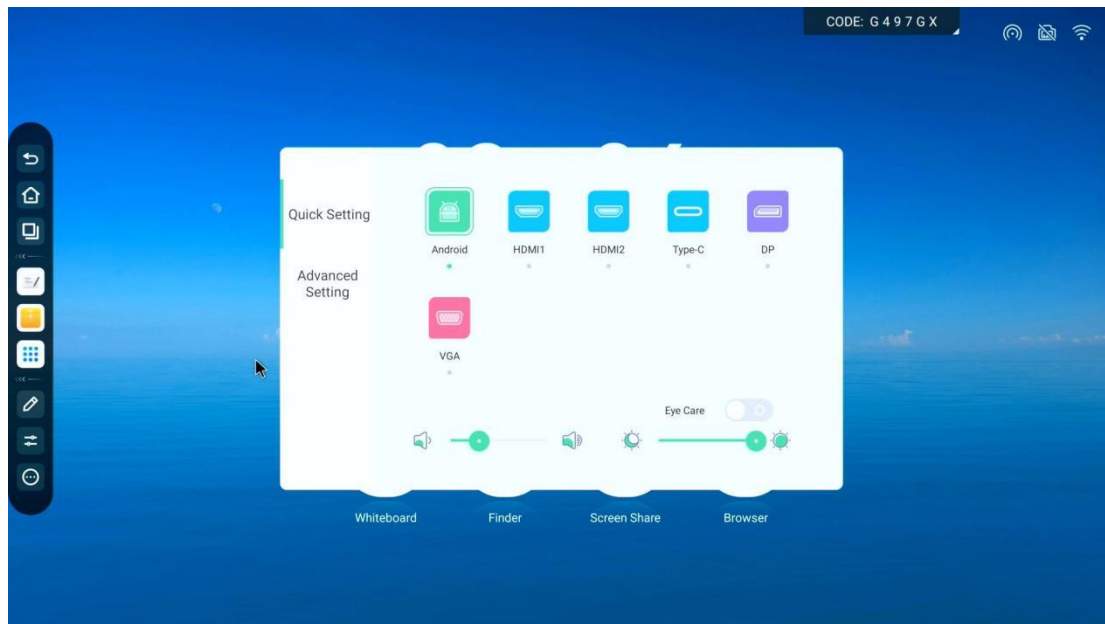 CODE: G 4 9 7 G X
Quick Setting
Advanced
Setting
Android
HDMI1
HDMI2
Type-C
DP
VGA
Eye Care
Whiteboard
Finder
Screen Share
Browser